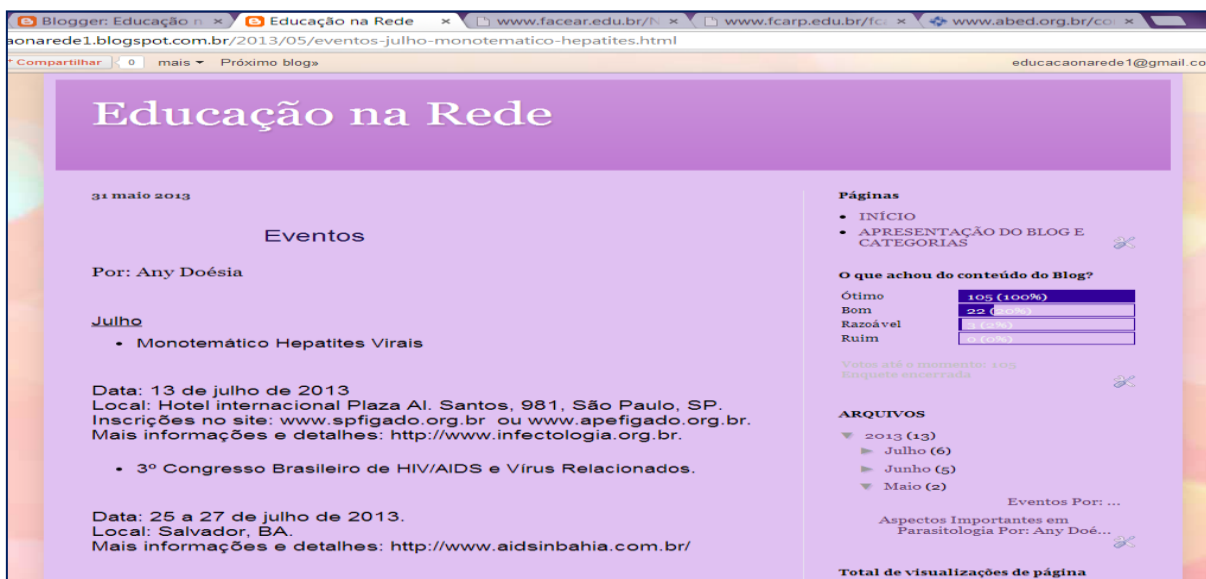 Blogger: Educação n
Educação na Rede
www.facear.edu.br/N
www.fcarp.edu.br/fca
www.abed.org.br/co
aonarede1.blogspot.com.br/2013/05/eventos-julho-monotematico-hepatites.html
Compartilhar 0 mais Próximo blog» educacaonarede1@gmail.co
Educação na Rede
31 maio 2013
Eventos
Por: Any Doésia
Julho
• Monotemático Hepatites Virais
Data: 13 de julho de 2013
Local: Hotel internacional Plaza Al. Santos, 981, São Paulo, SP.
Inscrições no site: www.spfigado.org.br ou www.apefigado.org.br.
Mais informações e detalhes: http://www.infectologia.org.br.
• 3º Congresso Brasileiro de HIV/AIDS e Vírus Relacionados.
Data: 25 a 27 de julho de 2013.
Local: Salvador, BA.
Mais informações e detalhes: http://www.aidsinbahia.com.br/
Páginas
• INÍCIO
• APRESENTAÇÃO DO BLOG E
CATEGORIAS
O que achou do conteúdo do Blog?
Ótimo 105 (100%)
Bom 22 (20%)
Razoável 3 (2%)
Ruim 0 (0%)
Votos até o momento: 105
Enquete encerrada
ARQUIVOS
▼ 2013 (13)
► Julho (6)
► Junho (5)
▼ Maio (2)
Eventos Por: ...
Aspectos Importantes em
Parasitologia Por: Any Doé...
Total de visualizações de página